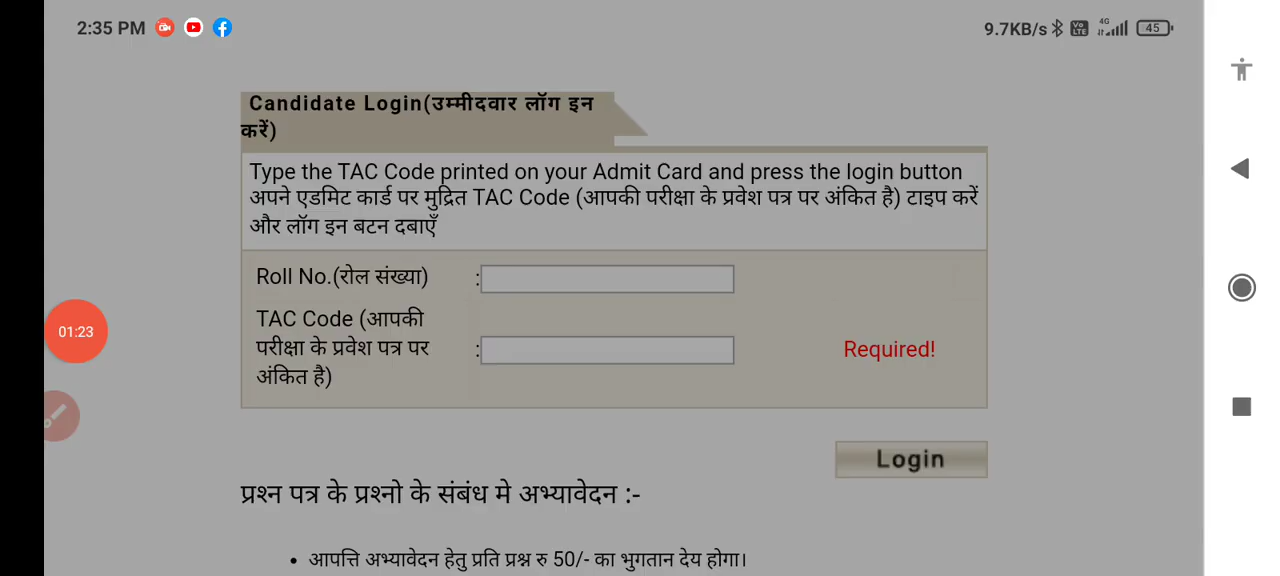 2:35 PM
9.7KB/s 4G 45
Candidate Login(उम्मीदवार लॉग इन
करें)
Type the TAC Code printed on your Admit Card and press the login button
अपने एडमिट कार्ड पर मुद्रित TAC Code (आपकी परीक्षा के प्रवेश पत्र पर अंकित है) टाइप करें
और लॉग इन बटन दबाएँ
Roll No.(रोल संख्या) :
TAC Code (आपकी
परीक्षा के प्रवेश पत्र पर : Required!
अंकित है)
01:23
Login
प्रश्न पत्र के प्रश्नो के संबंध मे अभ्यावेदन :-
• आपत्ति अभ्यावेदन हेतु प्रति प्रश्न रु 50/- का भुगतान देय होगा।